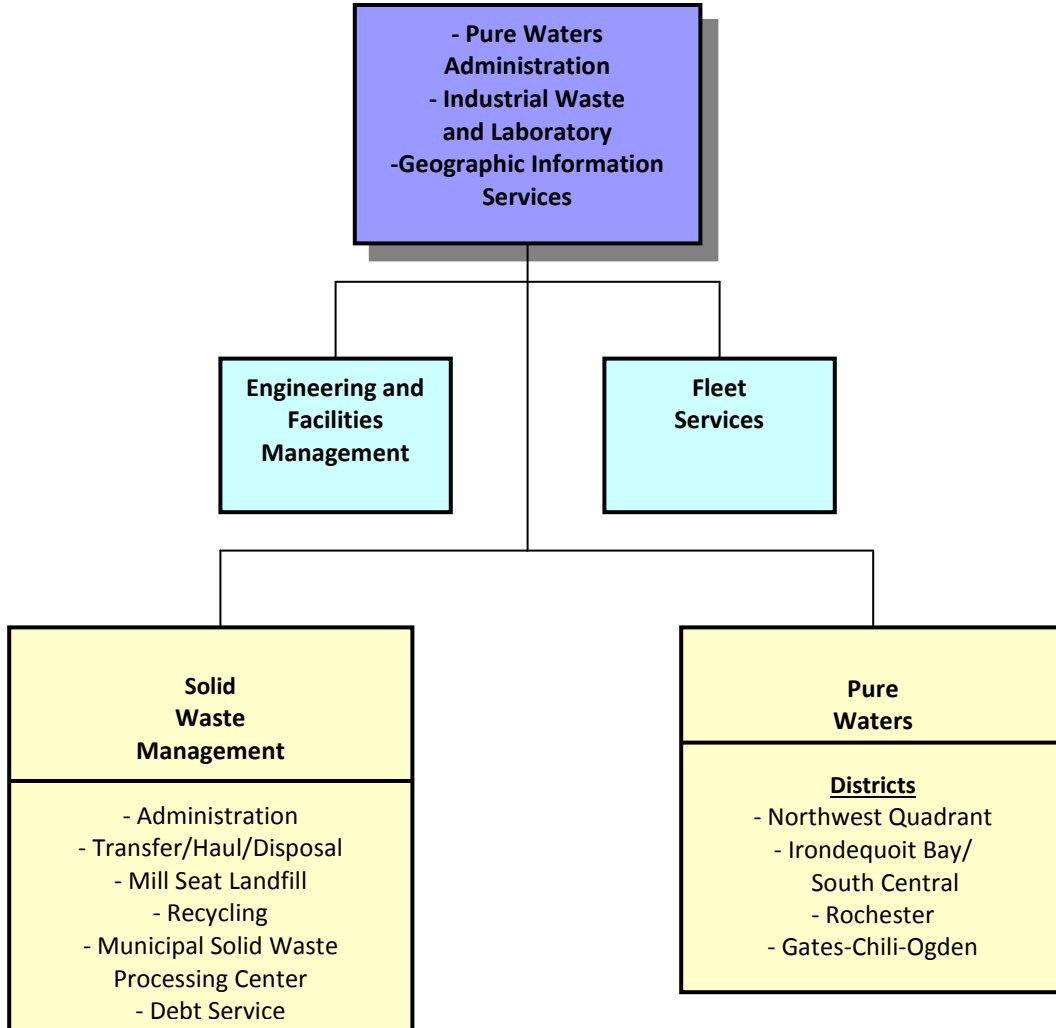 - Pure Waters
Administration
- Industrial Waste
and Laboratory
-Geographic Information
Services
Engineering and
Facilities
Management
Fleet
Services
Solid
Waste
Management
- Administration
- Transfer/Haul/Disposal
- Mill Seat Landfill
- Recycling
- Municipal Solid Waste
Processing Center
- Debt Service
Pure
Waters
Districts
- Northwest Quadrant
- Irondequoit Bay/
South Central
- Rochester
- Gates-Chili-Ogden